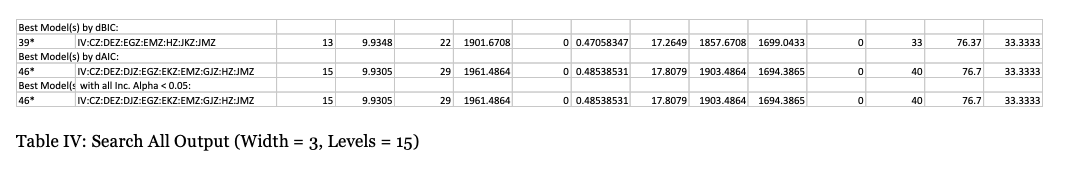 Best Model(s) by dBIC:
39* IV:CZ:DEZ:EGZ:EMZ:HZ:JKZ:JMZ 13 9.9348 22 1901.6708 0 0.47058347 17.2649 1857.6708 1699.0433 0 33 76.37 33.3333
Best Model(s) by dAIC:
46* IV:CZ:DEZ:DJZ:EGZ:EKZ:EMZ:GJZ:HZ:JMZ 15 9.9305 29 1961.4864 0 0.48538531 17.8079 1903.4864 1694.3865 0 40 76.7 33.3333
Best Model(s with all Inc. Alpha < 0.05:
46* IV:CZ:DEZ:DJZ:EGZ:EKZ:EMZ:GJZ:HZ:JMZ 15 9.9305 29 1961.4864 0 0.48538531 17.8079 1903.4864 1694.3865 0 40 76.7 33.3333
Table IV: Search All Output (Width = 3, Levels = 15)